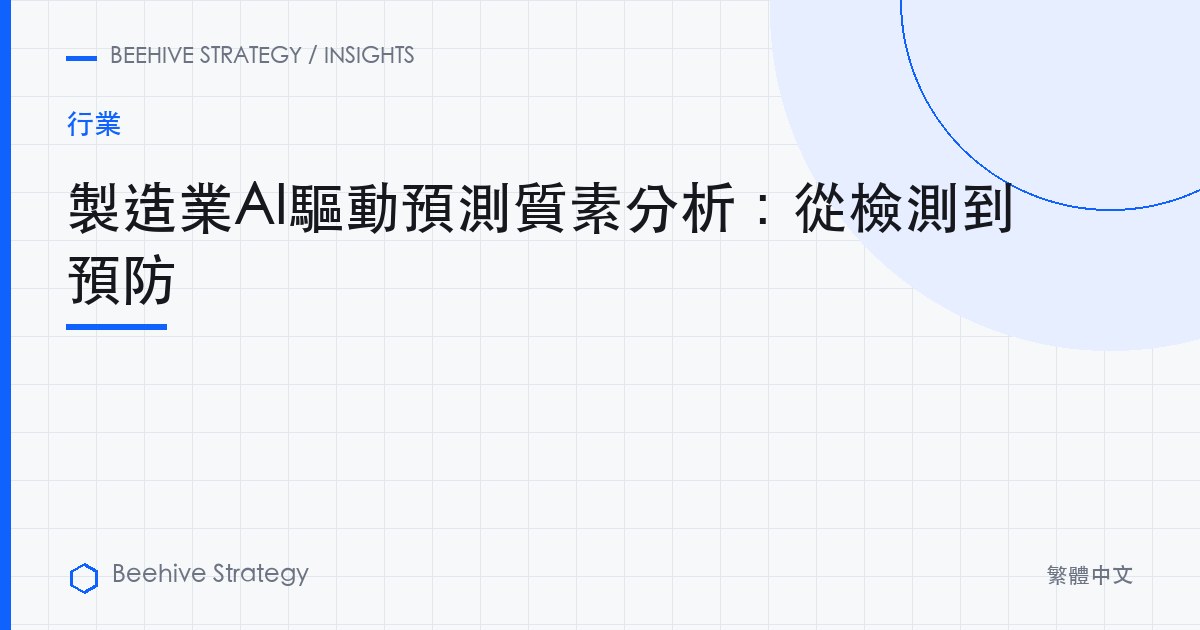 BEEHIVE STRATEGY / INSIGHTS
行業
製造業AI驅動預測質素分析：從檢測到
預防
Beehive Strategy
繁體中文